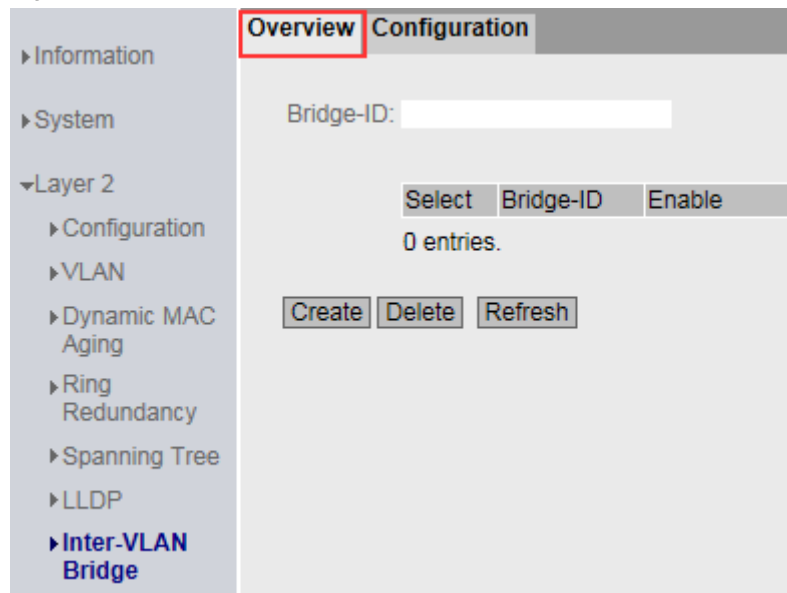 Overview Configuration
Information
System
Layer 2
Configuration
VLAN
Dynamic MAC
Aging
Ring
Redundancy
Spanning Tree
LLDP
Inter-VLAN
Bridge
Bridge-ID:
Select Bridge-ID Enable
0 entries.
Create Delete Refresh